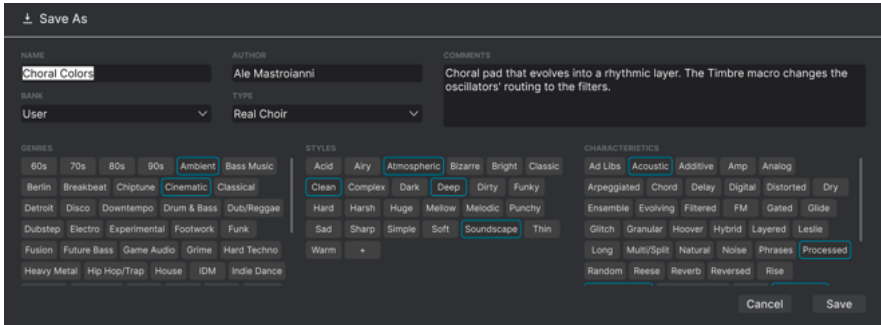 Save As
NAME
Choral Colors
AUTHOR
Ale Mastroianni
COMMENTS
Choral pad that evolves into a rhythmic layer. The Timbre macro changes the
oscillators' routing to the filters.
BANK
User
TYPE
Real Choir
GENRES
60s 70s 80s 90s Ambient Bass Music
Berlin Breakbeat Chiptune Cinematic Classical
Detroit Disco Downtempo Drum & Bass Dub/Reggae
Dubstep Electro Experimental Footwork Funk
Fusion Future Bass Game Audio Grime Hard Techno
Heavy Metal Hip Hop/Trap House IDM Indie Dance
STYLES
Acid Airy Atmospheric Bizarre Bright Classic
Clean Complex Dark Deep Dirty Funky
Hard Harsh Huge Mellow Melodic Punchy
Sad Sharp Simple Soft Soundscape Thin
Warm +
CHARACTERISTICS
Ad Libs Acoustic Additive Amp Analog
Arpeggiated Chord Delay Digital Distorted Dry
Ensemble Evolving Filtered FM Gated Glide
Glitch Granular Hoover Hybrid Layered Leslie
Long Multi/Split Natural Noise Phrases Processed
Random Reese Reverb Reversed Rise
Cancel Save